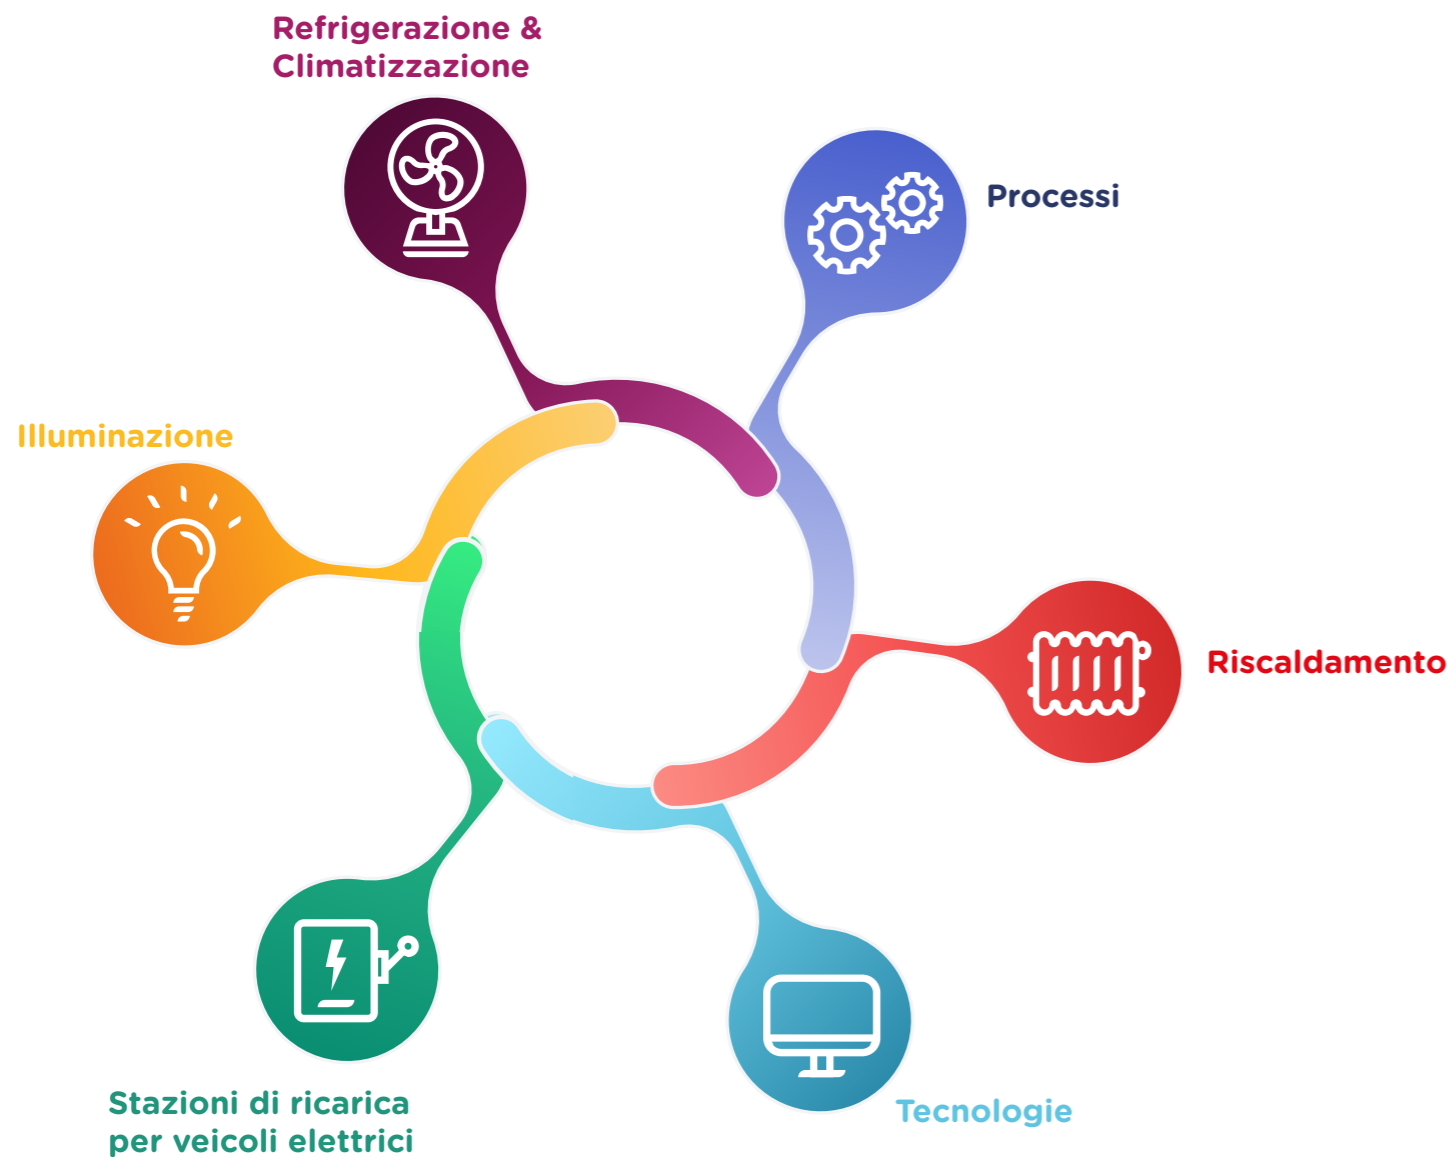 Refrigerazione &
Climatizzazione
Processi
Illuminazione
Riscaldamento
Stazioni di ricarica
per veicoli elettrici
Tecnologie